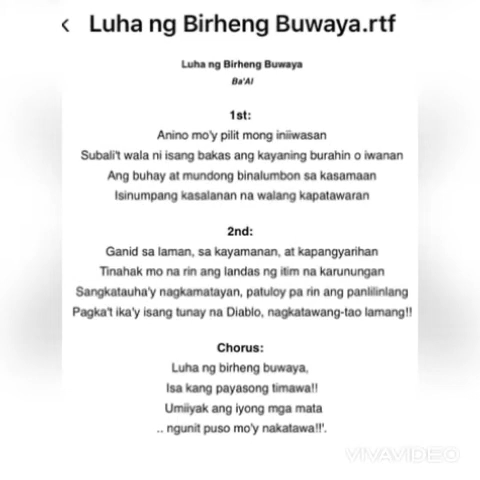 < Luha ng Birheng Buwaya.rtf
Luha ng Birheng Buwaya
Ba'Al
1st:
Anino mo'y pilit mong iniiwasan
Subali't wala ni isang bakas ang kayaning burahin o iwanan
Ang buhay at mundong binalumbon sa kasamaan
Isinumpang kasalanan na walang kapatawaran
2nd:
Ganid sa laman, sa kayamanan, at kapangyarihan
Tinahak mo na rin ang landas ng itim na karunungan
Sangkatauha'y nagkamatayan, patuloy pa rin ang panlilinlang
Pagka't ika'y isang tunay na Diablo, nagkatawang-tao lamang!!
Chorus:
Luha ng birheng buwaya,
Isa kang payasong timawa!!
Umiiyak ang iyong mga mata
.. ngunit puso mo'y nakatawa!!'.
VIVAVIDEO